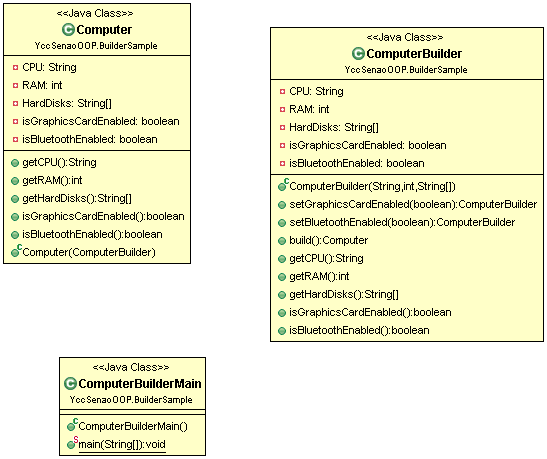 <<Java Class>>
Computer
YccSenaoOOP.BuilderSample
CPU: String
RAM: int
HardDisks: String[]
isGraphicsCardEnabled: boolean
isBluetoothEnabled: boolean
getCPU():String
getRAM():int
getHardDisks():String[]
isGraphicsCardEnabled():boolean
isBluetoothEnabled():boolean
Computer(ComputerBuilder)
<<Java Class>>
ComputerBuilder
YccSenaoOOP.BuilderSample
CPU: String
RAM: int
HardDisks: String[]
isGraphicsCardEnabled: boolean
isBluetoothEnabled: boolean
ComputerBuilder(String,int,String[])
setGraphicsCardEnabled(boolean):ComputerBuilder
setBluetoothEnabled(boolean):ComputerBuilder
build():Computer
getCPU():String
getRAM():int
getHardDisks():String[]
isGraphicsCardEnabled():boolean
isBluetoothEnabled():boolean
<<Java Class>>
ComputerBuilderMain
YccSenaoOOP.BuilderSample
ComputerBuilderMain()
main(String[]):void